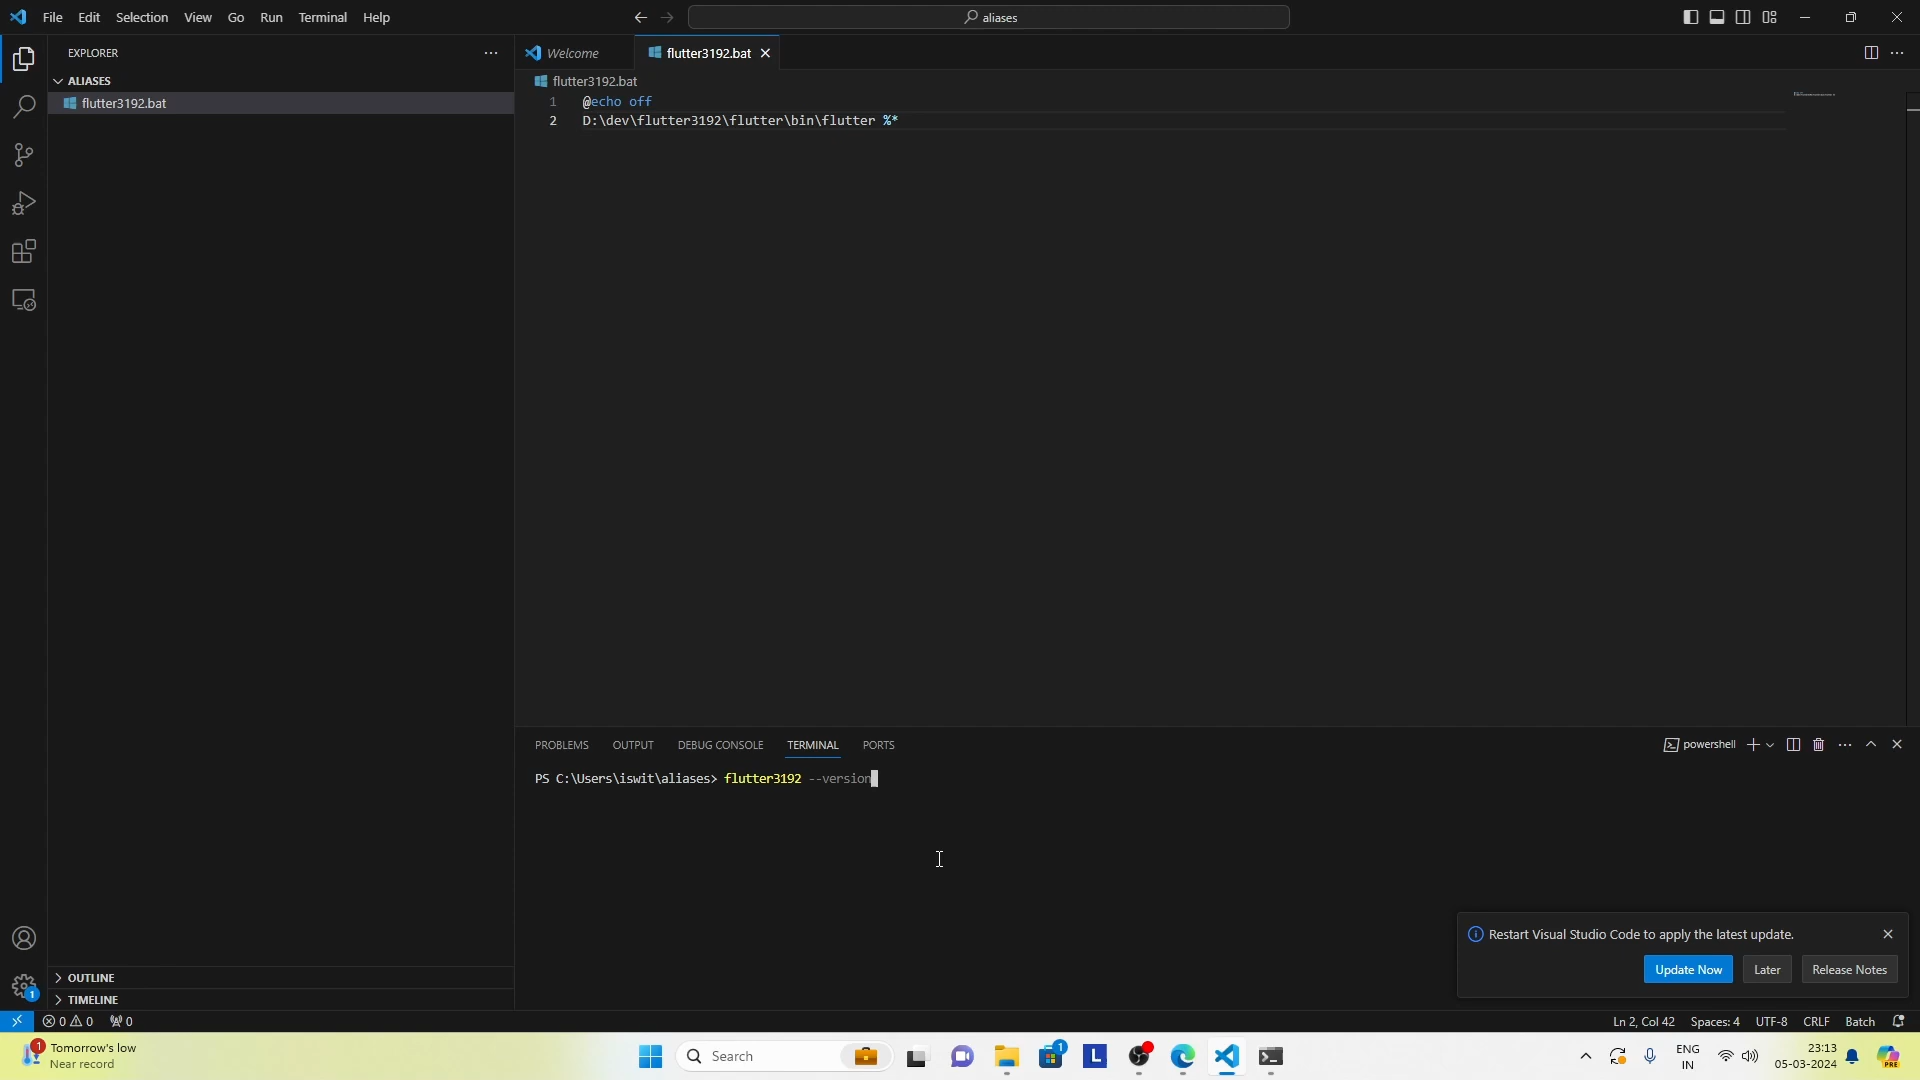 File Edit Selection View Go Run Terminal Help
aliases
EXPLORER
Welcome
flutter3192.bat
ALIASES
flutter3192.bat
flutter3192.bat
1 @echo off
2 D:\dev\flutter3192\flutter\bin\flutter %*
PROBLEMS OUTPUT DEBUG CONSOLE TERMINAL PORTS
powershell
PS C:\Users\iswit\aliases> flutter3192 --version
Restart Visual Studio Code to apply the latest update.
Update Now Later Release Notes
OUTLINE
TIMELINE
1
0 0 0
Ln 2, Col 42 Spaces: 4 UTF-8 CRLF Batch
1
Tomorrow's low
Near record
Search
1
L
ENG
IN
23:13
05-03-2024
PRE